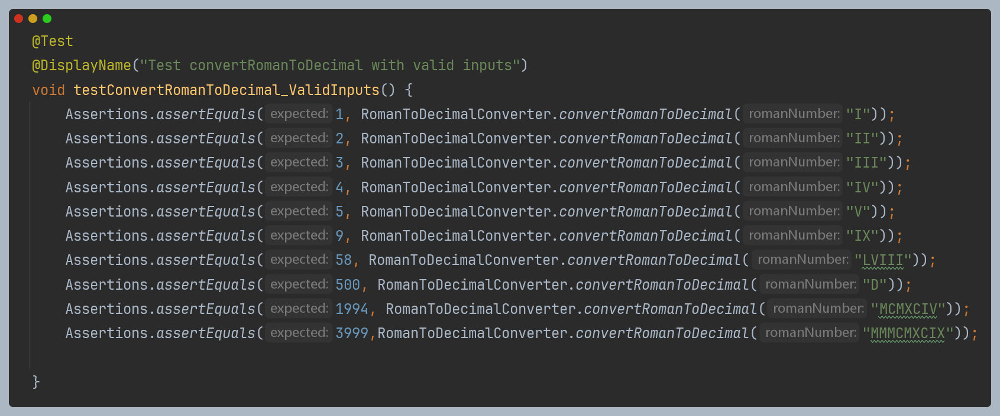 @Test
@DisplayName("Test convertRomanToDecimal with valid inputs")
void testConvertRomanToDecimal_ValidInputs() {
Assertions.assertEquals( expected: 1, RomanToDecimalConverter.convertRomanToDecimal( romanNumber: "I"));
Assertions.assertEquals( expected: 2, RomanToDecimalConverter.convertRomanToDecimal( romanNumber: "II"));
Assertions.assertEquals( expected: 3, RomanToDecimalConverter.convertRomanToDecimal( romanNumber: "III"));
Assertions.assertEquals( expected: 4, RomanToDecimalConverter.convertRomanToDecimal( romanNumber: "IV"));
Assertions.assertEquals( expected: 5, RomanToDecimalConverter.convertRomanToDecimal( romanNumber: "V"));
Assertions.assertEquals( expected: 9, RomanToDecimalConverter.convertRomanToDecimal( romanNumber: "IX"));
Assertions.assertEquals( expected: 58, RomanToDecimalConverter.convertRomanToDecimal( romanNumber: "LVIII"));
Assertions.assertEquals( expected: 500, RomanToDecimalConverter.convertRomanToDecimal( romanNumber: "D"));
Assertions.assertEquals( expected: 1994, RomanToDecimalConverter.convertRomanToDecimal( romanNumber: "MCMXCIV"));
Assertions.assertEquals( expected: 3999,RomanToDecimalConverter.convertRomanToDecimal( romanNumber: "MMMCMXCIX"));
}